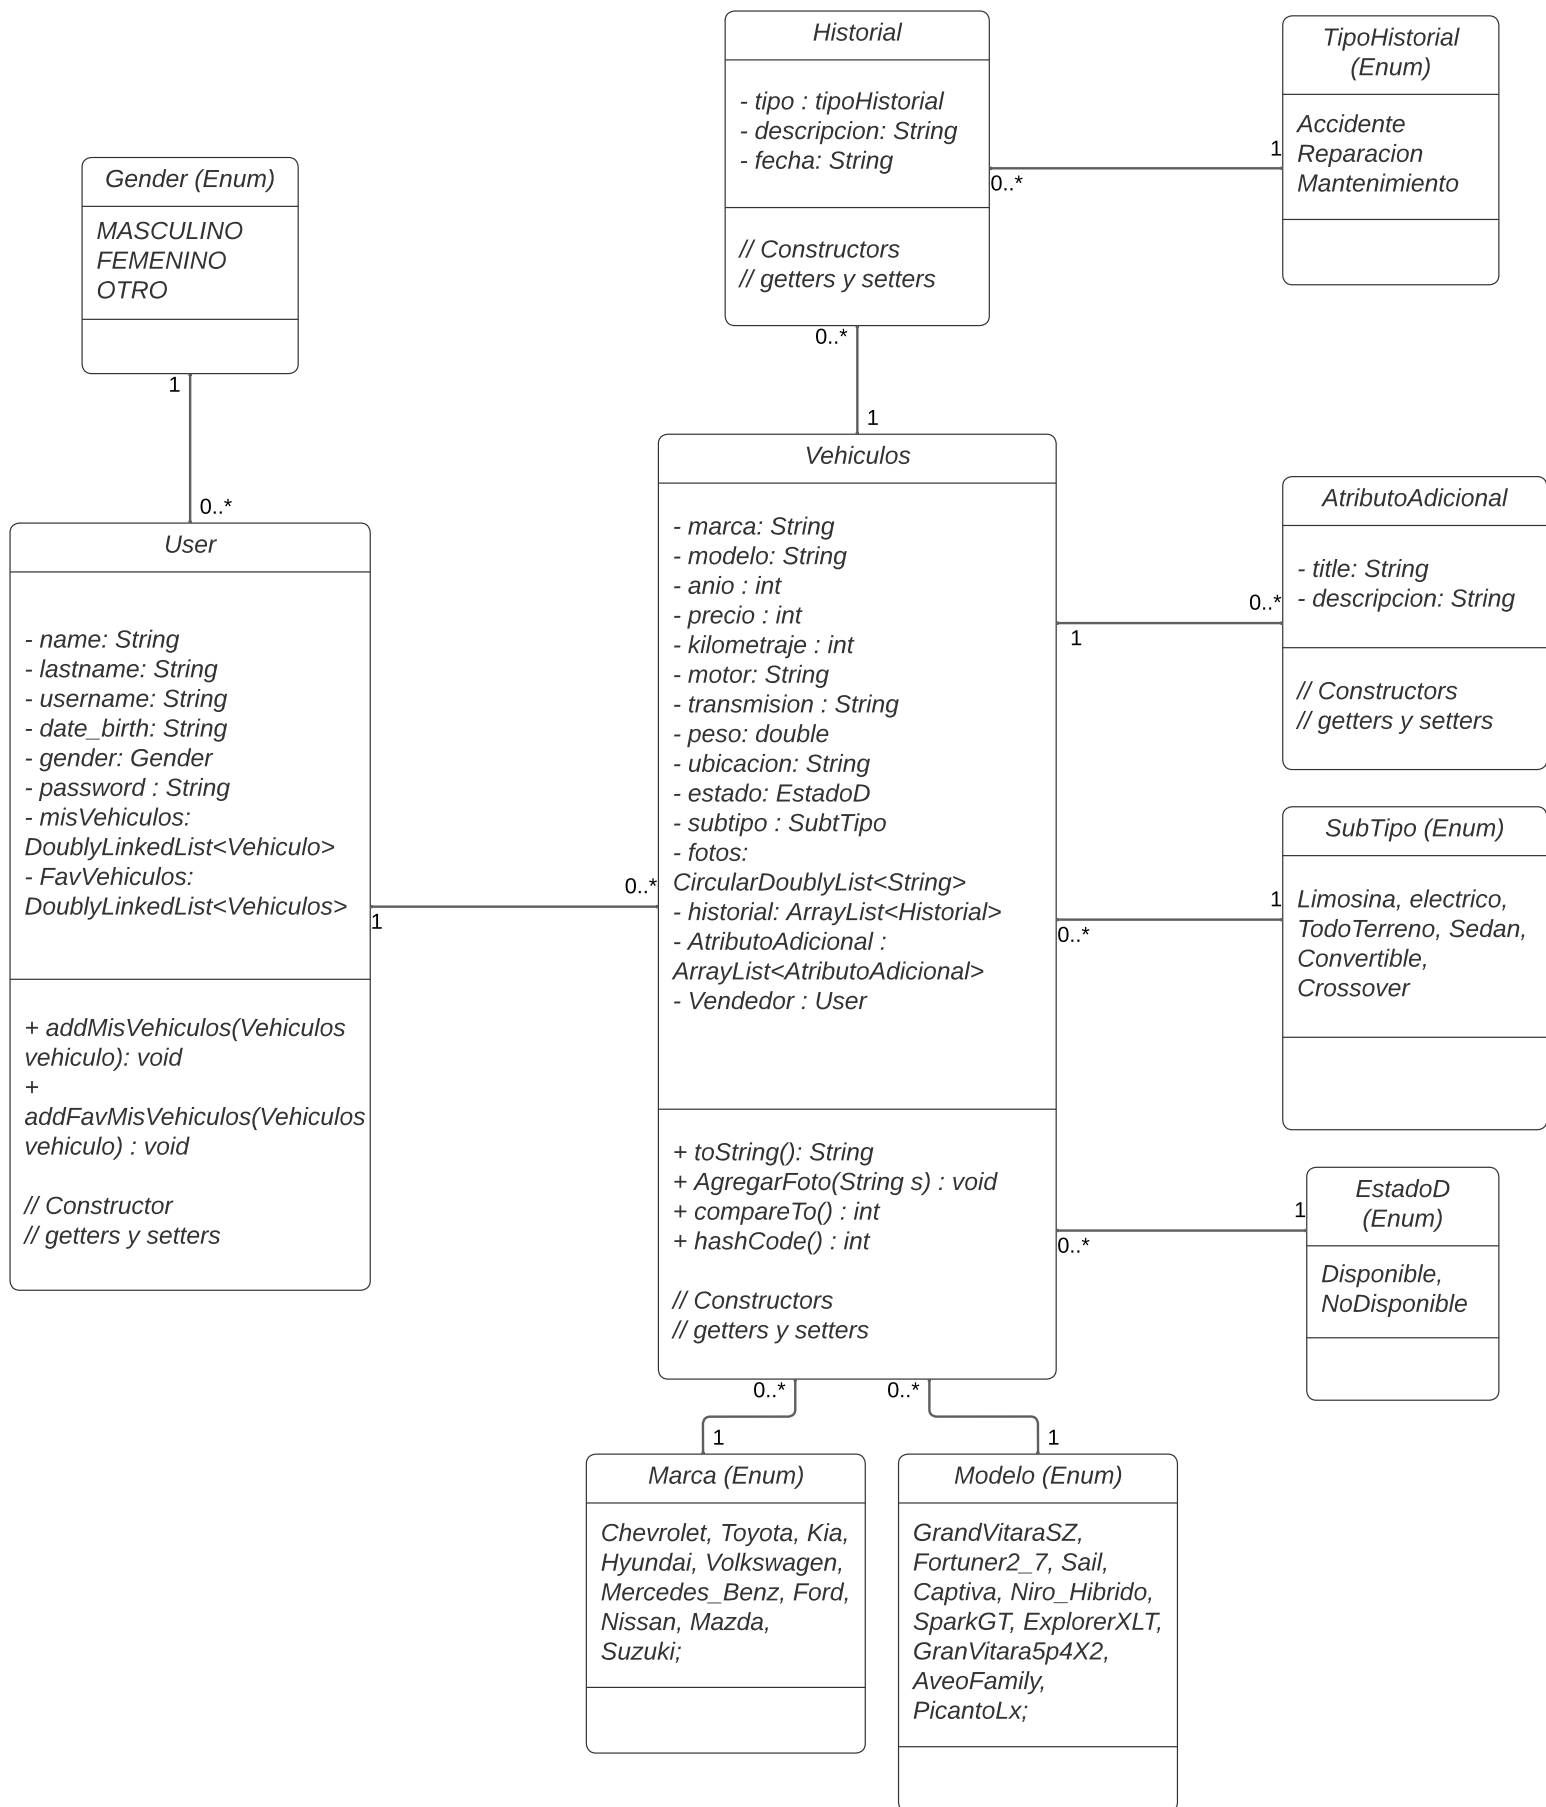 Historial
- tipo : tipoHistorial
- descripcion: String
- fecha: String
// Constructors
// getters y setters
0..*
1
TipoHistorial
(Enum)
Accidente
Reparacion
Mantenimiento
1
0..*
Gender (Enum)
MASCULINO
FEMENINO
OTRO
1
0..*
User
- name: String
- lastname: String
- username: String
- date_birth: String
- gender: Gender
- password : String
- misVehiculos:
DoublyLinkedList<Vehiculo>
- FavVehiculos:
DoublyLinkedList<Vehiculos>
+ addMisVehiculos(Vehiculos
vehiculo): void
+
addFavMisVehiculos(Vehiculos
vehiculo) : void
// Constructor
// getters y setters
0..*
1
Vehiculos
- marca: String
- modelo: String
- anio : int
- precio : int
- kilometraje : int
- motor: String
- transmision : String
- peso: double
- ubicacion: String
- estado: EstadoD
- subtipo : SubtTipo
- fotos:
CircularDoublyList<String>
- historial: ArrayList<Historial>
- AtributoAdicional :
ArrayList<AtributoAdicional>
- Vendedor : User
+ toString(): String
+ AgregarFoto(String s) : void
+ compareTo() : int
+ hashCode() : int
// Constructors
// getters y setters
0..*
1
AtributoAdicional
- title: String
- descripcion: String
// Constructors
// getters y setters
1
0..*
SubTipo (Enum)
Limosina, electrico,
TodoTerreno, Sedan,
Convertible,
Crossover
1
0..*
EstadoD
(Enum)
Disponible,
NoDisponible
0..*
0..*
1
1
Marca (Enum)
Chevrolet, Toyota, Kia,
Hyundai, Volkswagen,
Mercedes_Benz, Ford,
Nissan, Mazda,
Suzuki;
Modelo (Enum)
GrandVitaraSZ,
Fortuner2_7, Sail,
Captiva, Niro_Hibrido,
SparkGT, ExplorerXLT,
GranVitara5p4X2,
AveoFamily,
PicantoLx;